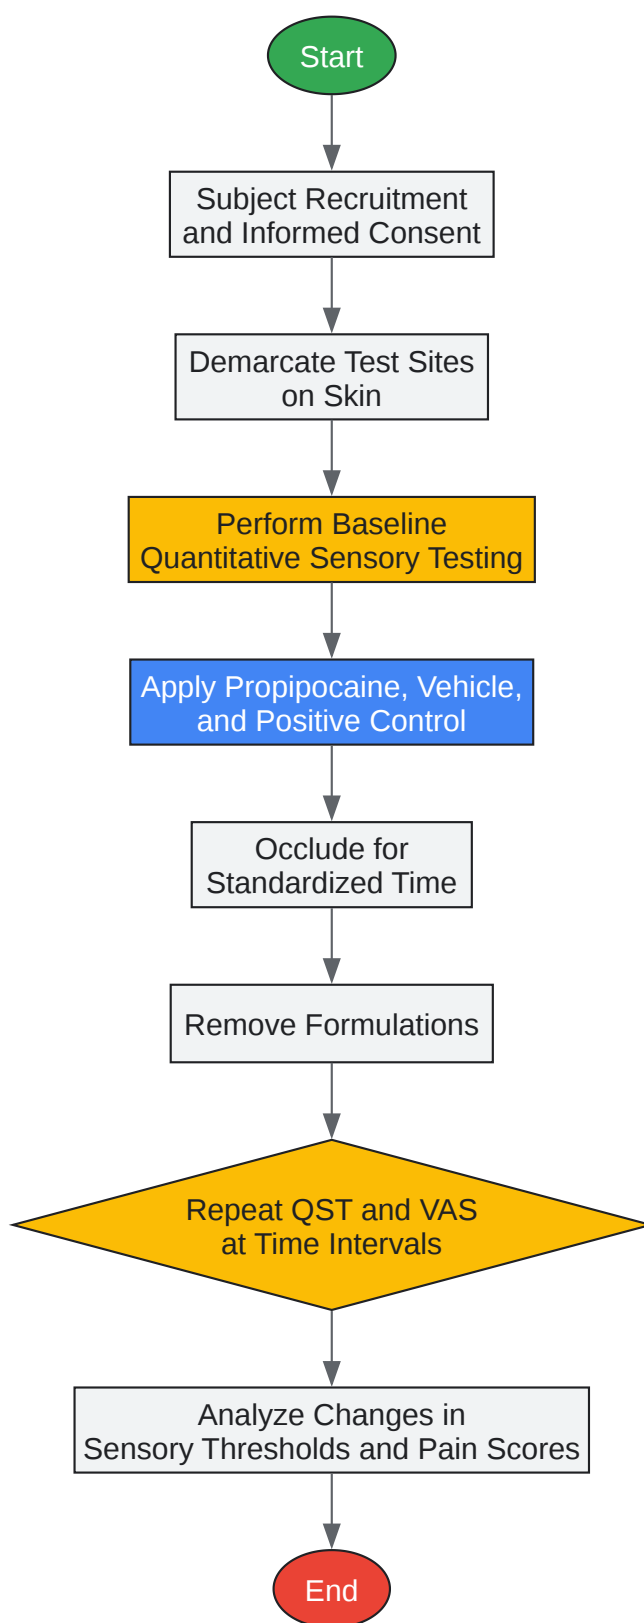 Start
Subject Recruitment
and Informed Consent
Demarcate Test Sites
on Skin
Perform Baseline
Quantitative Sensory Testing
Apply Propipocaine, Vehicle,
and Positive Control
Occlude for
Standardized Time
Remove Formulations
Repeat QST and VAS
at Time Intervals
Analyze Changes in
Sensory Thresholds and Pain Scores
End